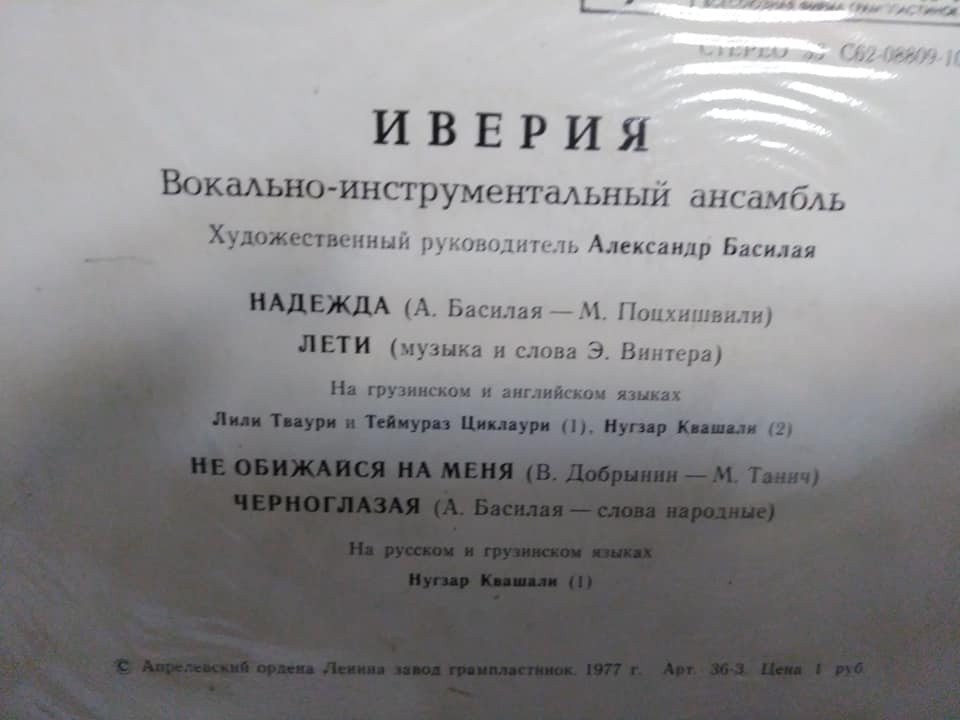 ВСЕСОЮЗНАЯ ФИРМА ГРАМПЛАСТИНОК
СТЕРЕО 33 С62-08809-10
ИВЕРИЯ
Вокально-инструментальный ансамбль
Художественный руководитель Александр Басилая
НАДЕЖДА (А. Басилая — М. Поцхишвили)
ЛЕТИ (музыка и слова Э. Винтера)
На грузинском и английском языках
Лили Тваури и Теймураз Циклаури (1), Нугзар Квашали (2)
НЕ ОБИЖАЙСЯ НА МЕНЯ (В. Добрынин — М. Танич)
ЧЕРНОГЛАЗАЯ (А. Басилая — слова народные)
На русском и грузинском языках
Нугзар Квашали (1)
© Апрелевский ордена Ленина завод грампластинок. 1977 г. Арт. 36-3. Цена 1 руб.